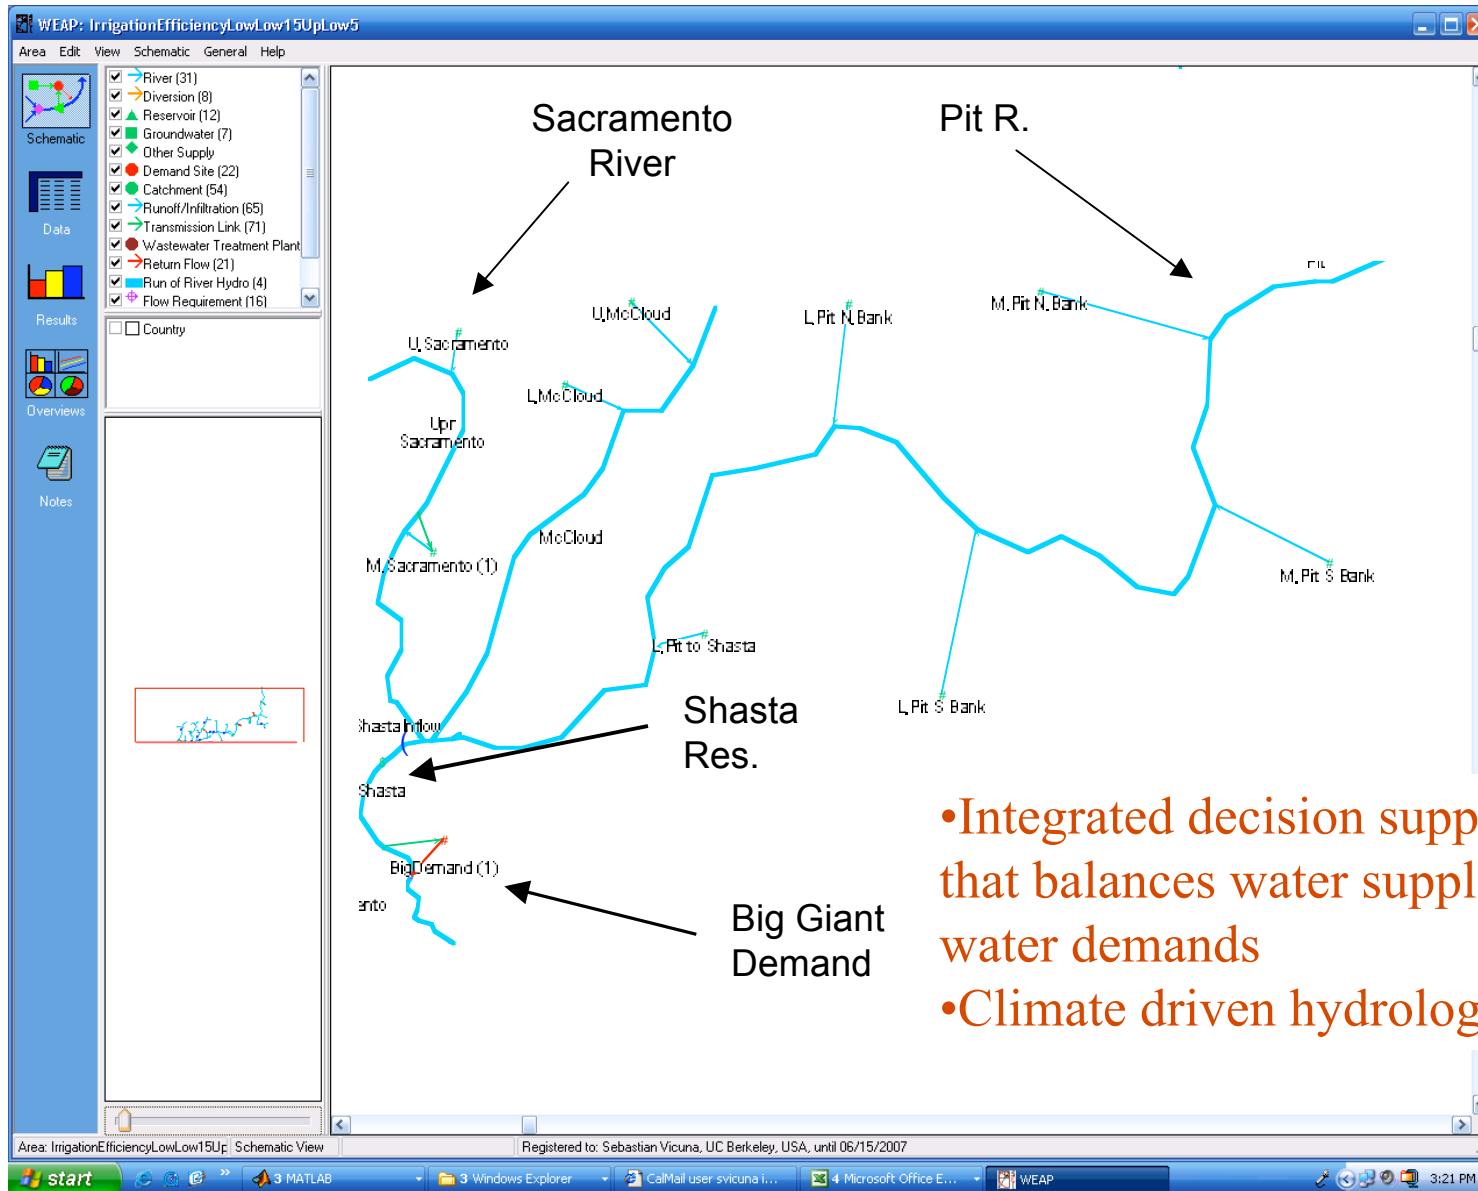 WEAP: IrrigationEfficiencyLowLow15UpLow5
Area Edit View Schematic General Help
Schematic
Data
Results
Overviews
Notes
River (31)
Diversion (8)
Reservoir (12)
Groundwater (7)
Other Supply
Demand Site (22)
Catchment (54)
Runoff/Infiltration (65)
Transmission Link (71)
Wastewater Treatment Plant
Return Flow (21)
Run of River Hydro (4)
Flow Requirement (16)
Country
Sacramento
River
Pit R.
Pit
U. McCloud
L. Pit N. Bank
M. Pit N. Bank
U. Sacramento
L. McCloud
Upr
Sacramento
McCloud
M. Sacramento (1)
M. Pit S Bank
L. Pit to Shasta
L. Pit S Bank
Shasta Inflow
Shasta
Res.
Shasta
BigDemand (1)
ento
Big Giant
Demand
•Integrated decision supp
that balances water suppl
water demands
•Climate driven hydrolog
Area: IrrigationEfficiencyLowLow15Up Schematic View Registered to: Sebastian Vicuna, UC Berkeley, USA, until 06/15/2007
start 3 MATLAB 3 Windows Explorer CalMail user svicuna i... 4 Microsoft Office E... WEAP 3:21 PM